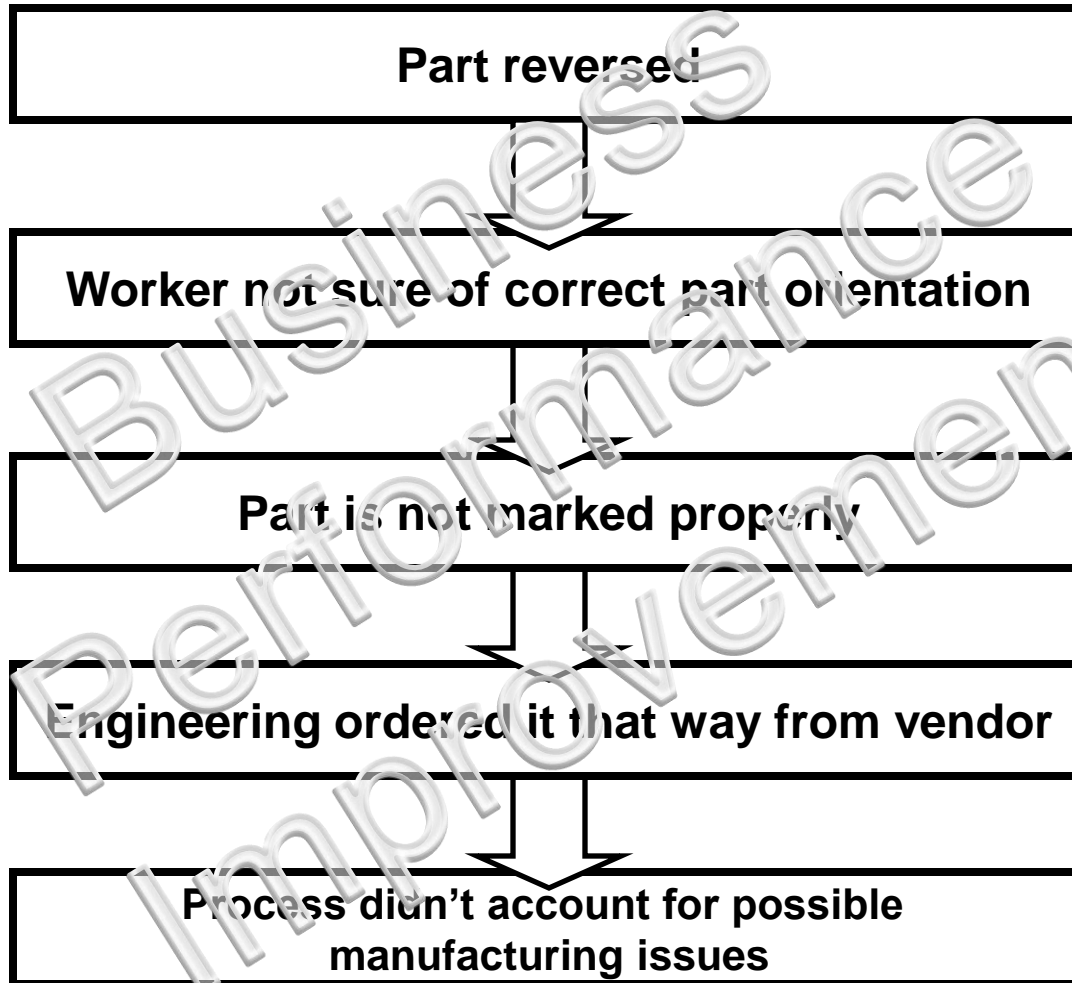 Part reversed
Worker not sure of correct part orientation
Part is not marked properly
Engineering ordered it that way from vendor
Process didn't account for possible
manufacturing issues
Business
Performance